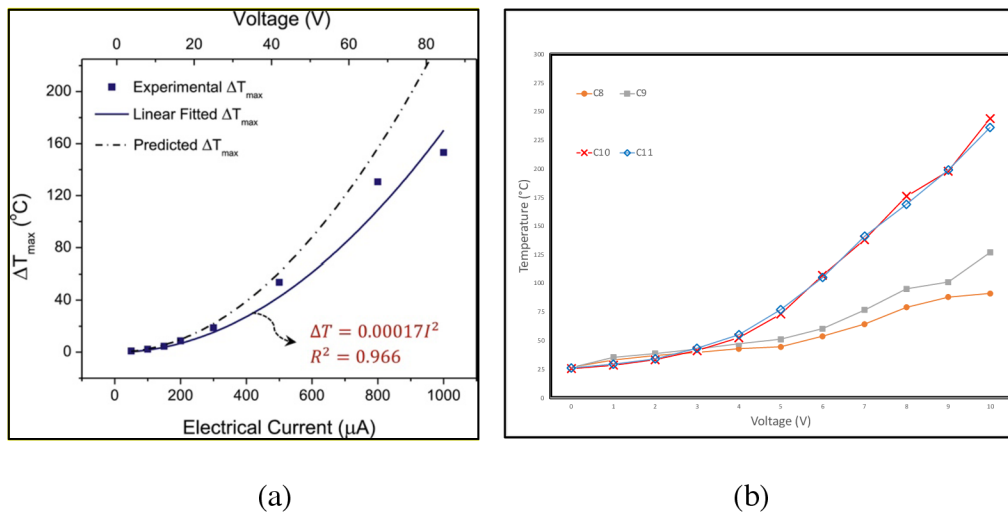 Voltage (V)
0 20 40 60 80
Experimental ΔTmax
Linear Fitted ΔTmax
Predicted ΔTmax
220
160
120
80
40
0
ΔTmax (°C)
ΔT = 0.00017I²
R² = 0.966
0 200 400 600 800 1000
Electrical Current (μA)
(a)
300
275
250
225
200
175
150
125
100
75
50
25
0
Temperature (°C)
C8 C9
C10 C11
0 1 2 3 4 5 6 7 8 9 10
Voltage (V)
(b)